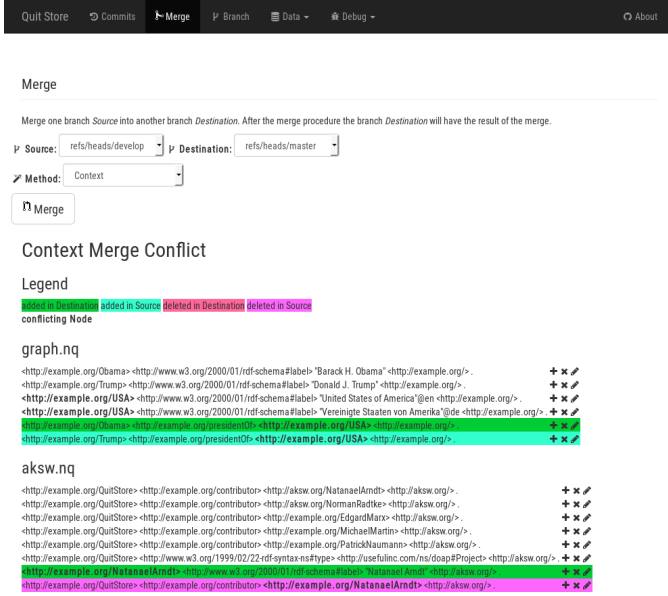 Quit Store Commits Merge Branch Data Debug About
Merge
Merge one branch Source into another branch Destination. After the merge procedure the branch Destination will have the result of the merge.
Source: refs/heads/develop Destination: refs/heads/master
Method: Context
Merge
Context Merge Conflict
Legend
added in Destination added in Source deleted in Destination deleted in Source
conflicting Node
graph.nq
<http://example.org/Obama> <http://www.w3.org/2000/01/rdf-schema#label> "Barack H. Obama" <http://example.org/> .
<http://example.org/Trump> <http://www.w3.org/2000/01/rdf-schema#label> "Donald J. Trump" <http://example.org/> .
<http://example.org/USA> <http://www.w3.org/2000/01/rdf-schema#label> "United States of America"@en <http://example.org/> .
<http://example.org/USA> <http://www.w3.org/2000/01/rdf-schema#label> "Vereinigte Staaten von Amerika"@de <http://example.org/> .
<http://example.org/Obama> <http://example.org/presidentOf> <http://example.org/USA> <http://example.org/> .
<http://example.org/Trump> <http://example.org/presidentOf> <http://example.org/USA> <http://example.org/> .
aksw.nq
<http://example.org/QuitStore> <http://example.org/contributor> <http://aksw.org/NatanaelArndt> <http://aksw.org/> .
<http://example.org/QuitStore> <http://example.org/contributor> <http://aksw.org/NormanRadtke> <http://aksw.org/> .
<http://example.org/QuitStore> <http://example.org/contributor> <http://example.org/EdgardMarx> <http://aksw.org/> .
<http://example.org/QuitStore> <http://example.org/contributor> <http://example.org/MichaelMartin> <http://aksw.org/> .
<http://example.org/QuitStore> <http://example.org/contributor> <http://example.org/PatrickNaumann> <http://aksw.org/> .
<http://example.org/QuitStore> <http://www.w3.org/1999/02/22-rdf-syntax-ns#type> <http://usefulinc.com/ns/doap#Project> <http://aksw.org/> .
<http://example.org/NatanaelArndt> <http://www.w3.org/2000/01/rdf-schema#label> "Natanael Arndt" <http://aksw.org/> .
<http://example.org/QuitStore> <http://example.org/contributor> <http://example.org/NatanaelArndt> <http://aksw.org/> .